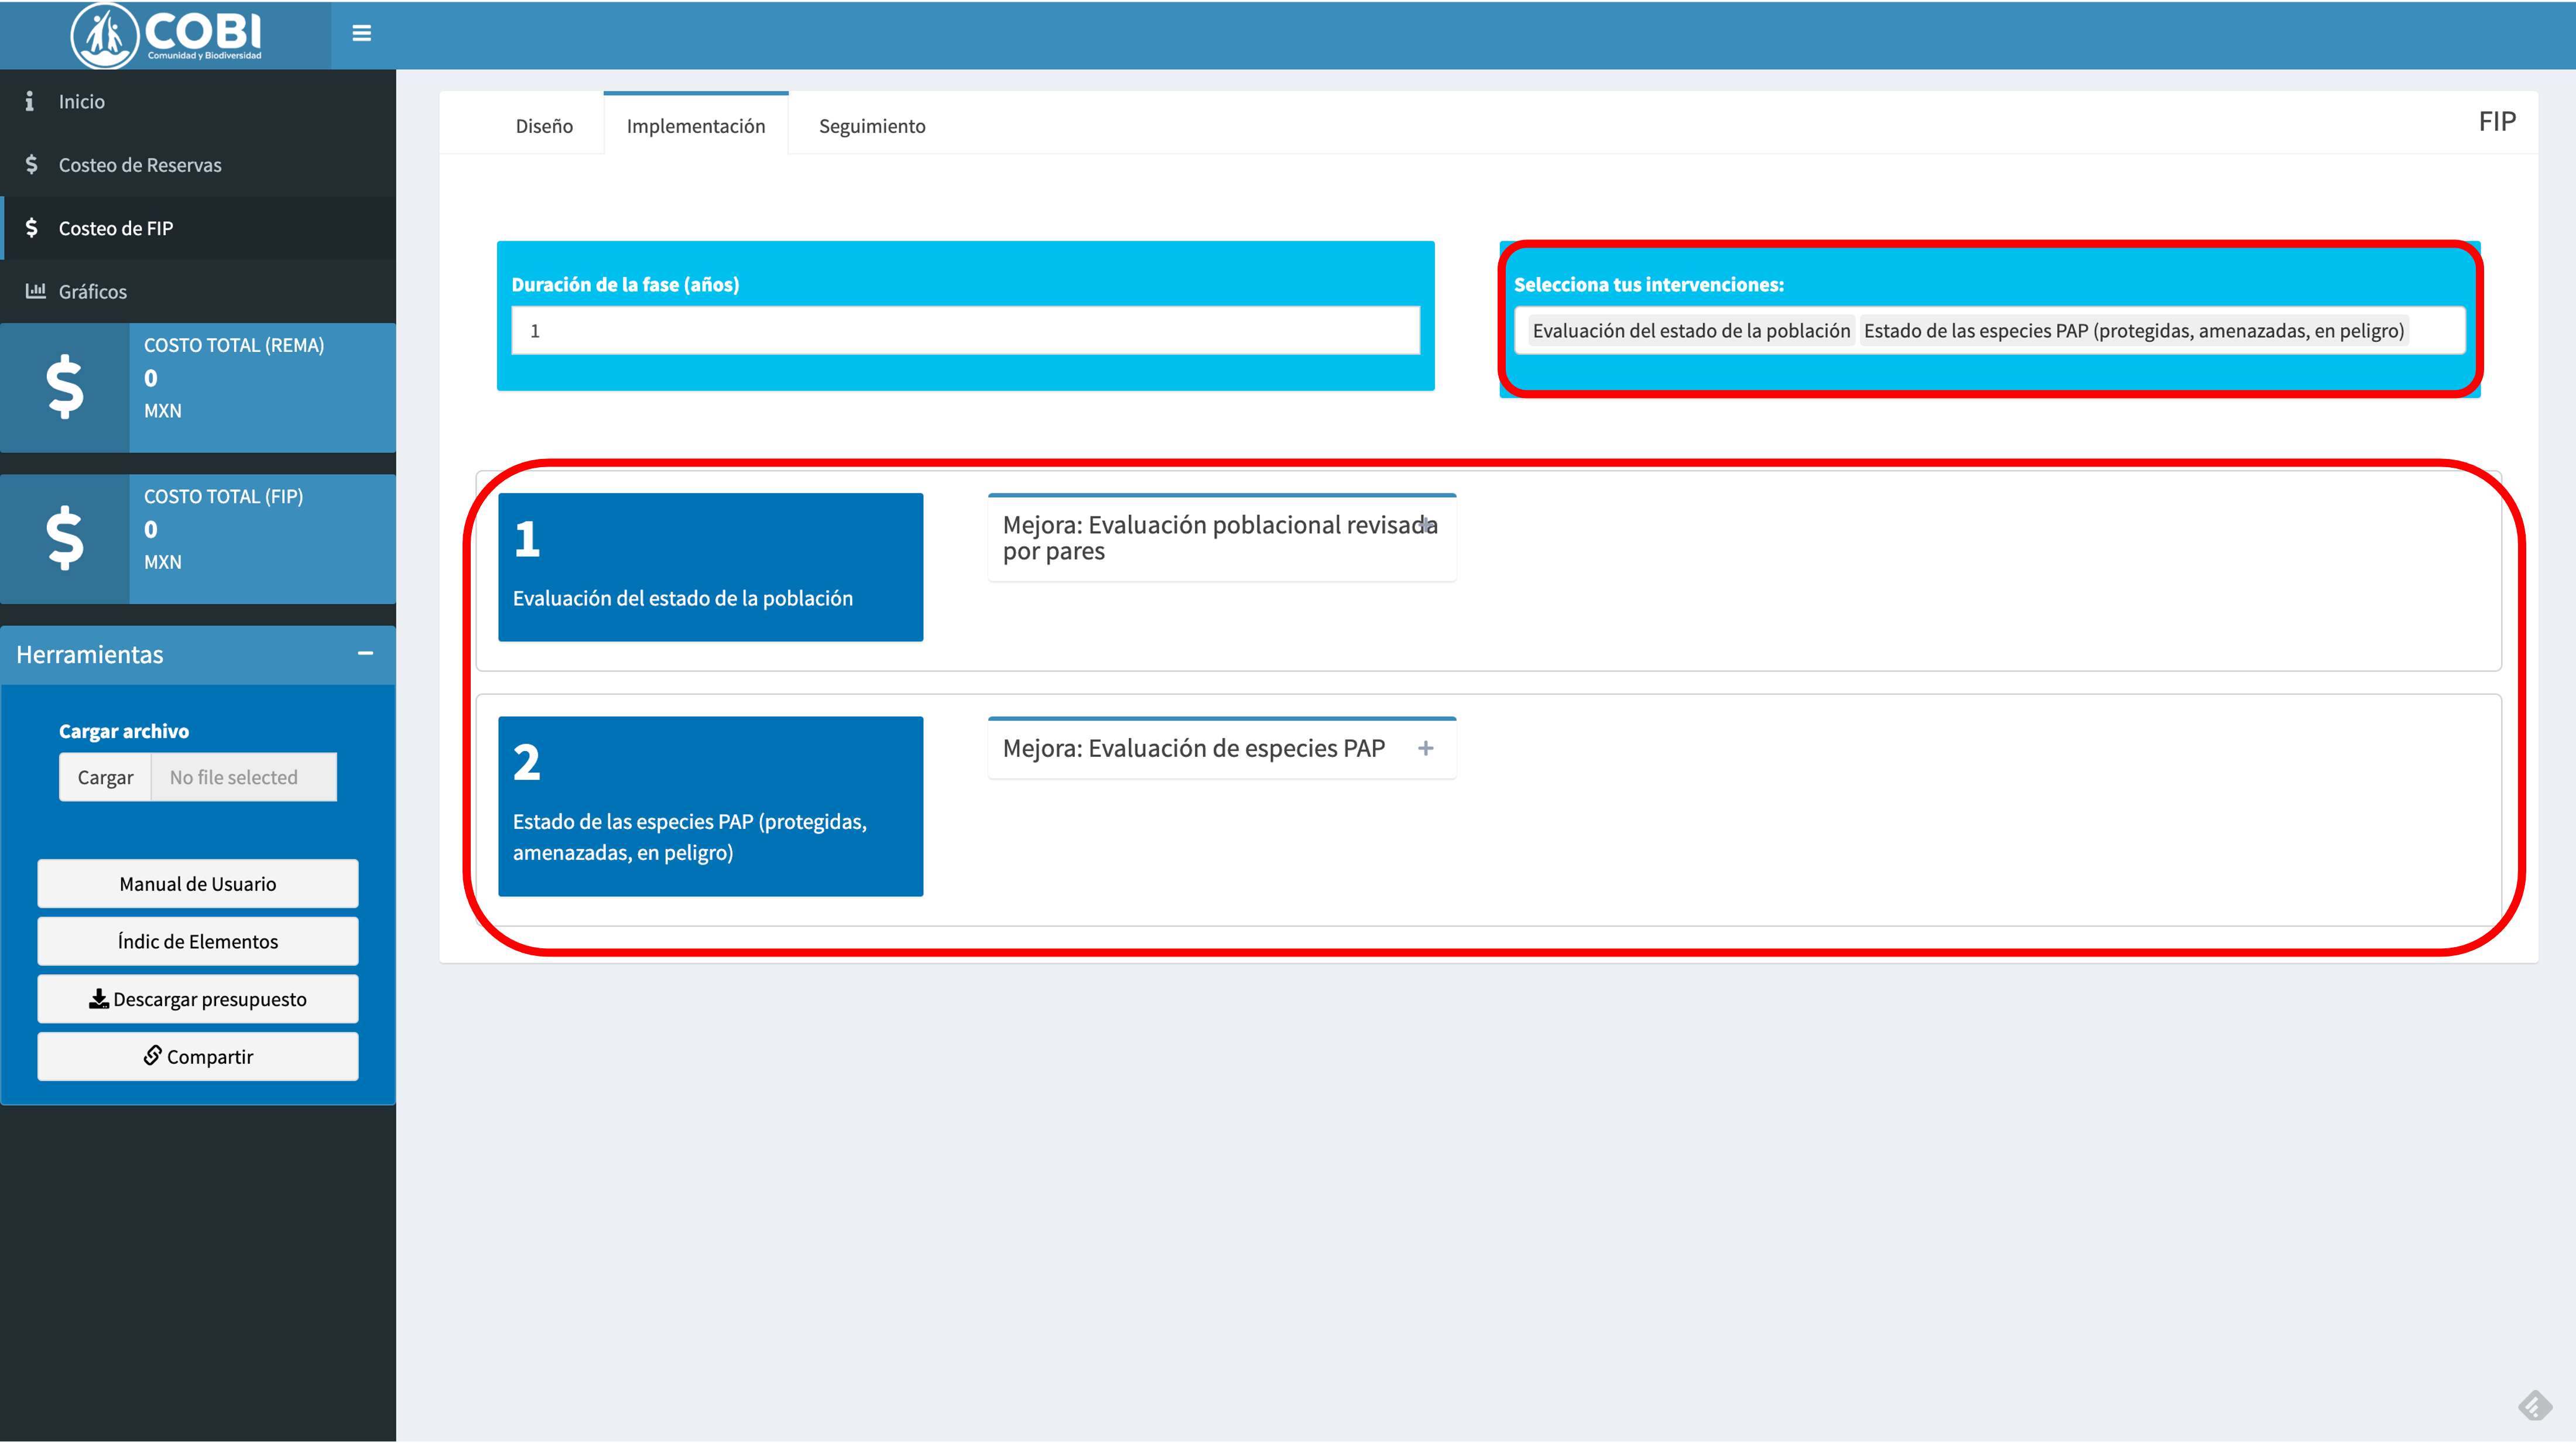 COBI
Comunidad y Biodiversidad
Inicio
Costeo de Reservas
Costeo de FIP
Gráficos
COSTO TOTAL (REMA)
0
MXN
COSTO TOTAL (FIP)
0
MXN
Herramientas
Cargar archivo
Cargar No file selected
Manual de Usuario
Índic de Elementos
Descargar presupuesto
Compartir
Diseño Implementación Seguimiento FIP
Duración de la fase (años)
1
Selecciona tus intervenciones:
Evaluación del estado de la población Estado de las especies PAP (protegidas, amenazadas, en peligro)
1
Evaluación del estado de la población
Mejora: Evaluación poblacional revisada
por pares
2
Estado de las especies PAP (protegidas,
amenazadas, en peligro)
Mejora: Evaluación de especies PAP